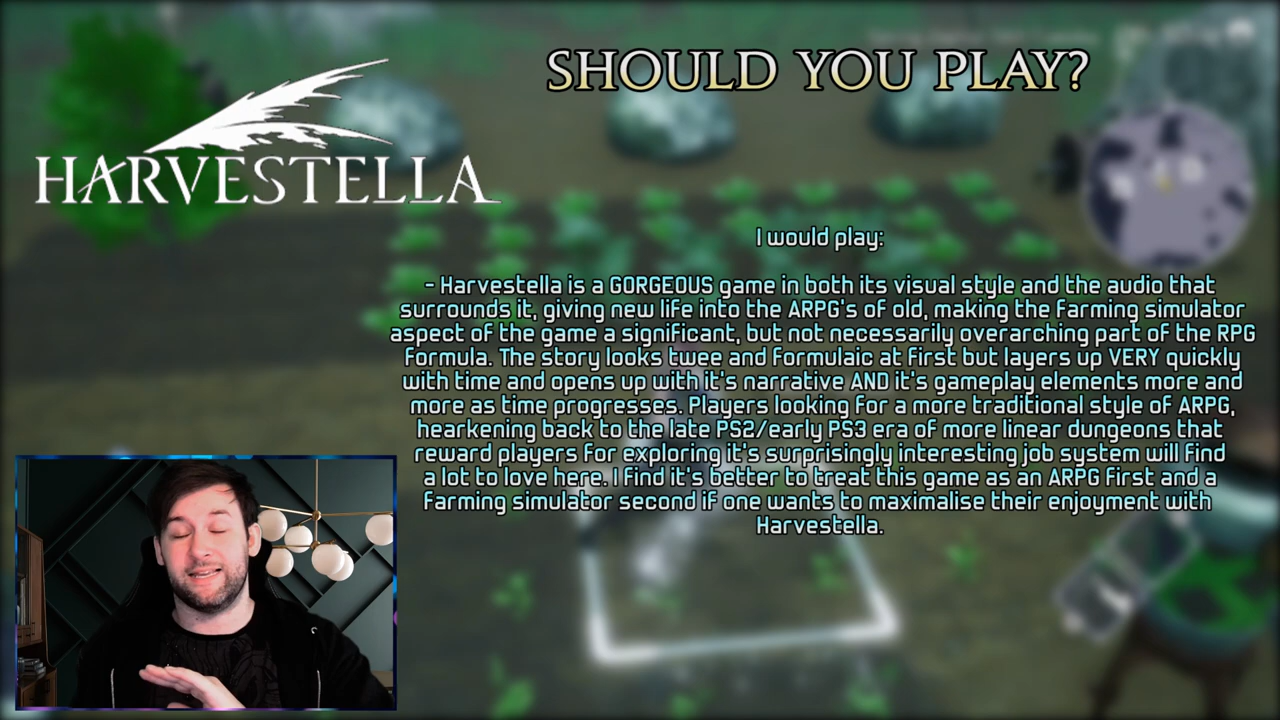 SHOULD YOU PLAY?
HARVESTELLA
I would play:
- Harvestella is a GORGEOUS game in both its visual style and the audio that
surrounds it, giving new life into the ARPG's of old, making the farming simulator
aspect of the game a significant, but not necessarily overarching part of the RPG
formula. The story looks twee and formulaic at first but layers up VERY quickly
with time and opens up with it's narrative AND it's gameplay elements more and
more as time progresses. Players looking for a more traditional style of ARPG,
hearkening back to the late PS2/early PS3 era of more linear dungeons that
reward players for exploring it's surprisingly interesting job system will find
a lot to love here. I find it's better to treat this game as an ARPG first and a
farming simulator second if one wants to maximalise their enjoyment with
Harvestella.